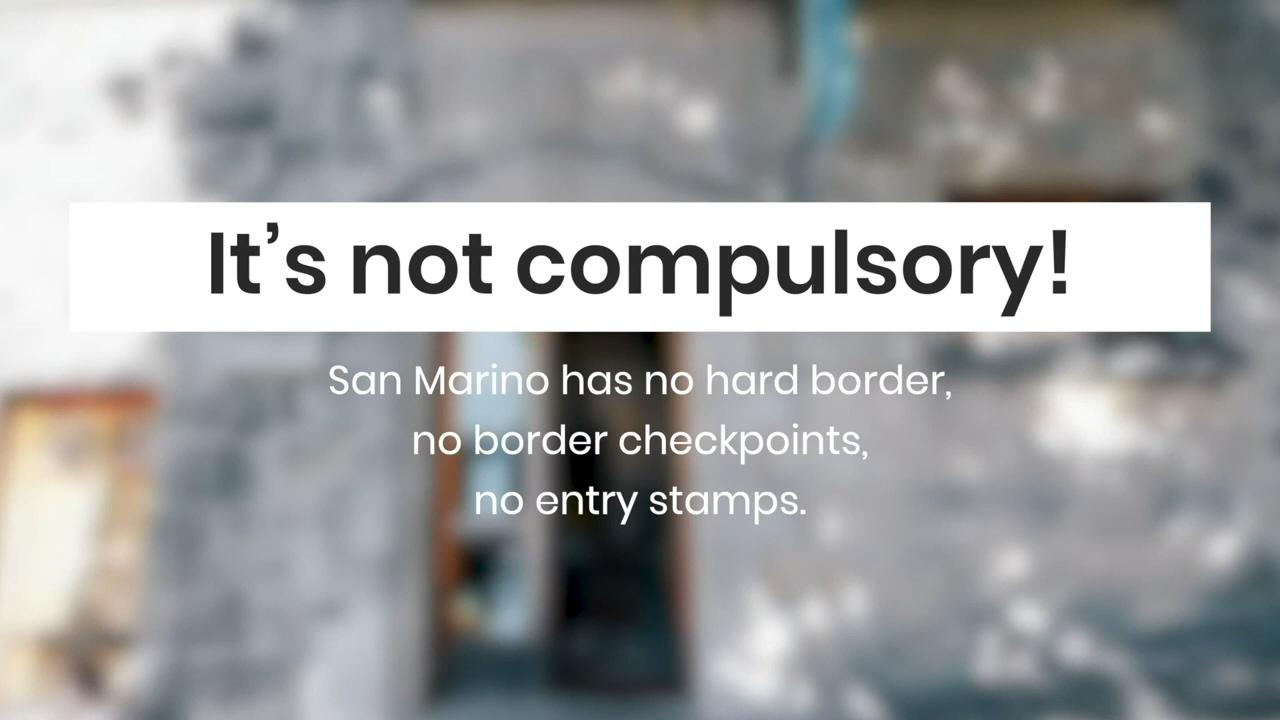 It’s not compulsory!
San Marino has no hard border,
no border checkpoints,
no entry stamps.